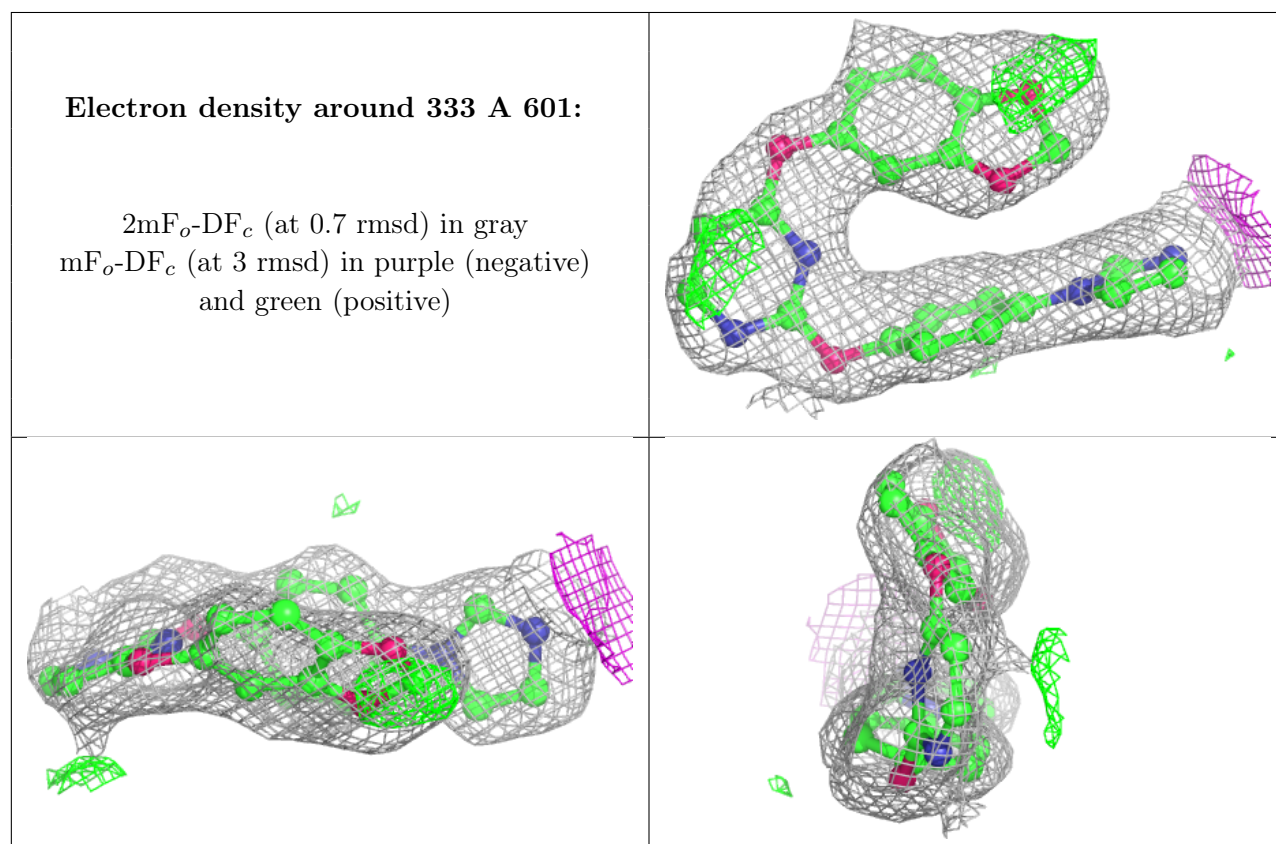 Electron density around 333 A 601:
2mFo-DFc (at 0.7 rmsd) in gray
mFo-DFc (at 3 rmsd) in purple (negative)
and green (positive)